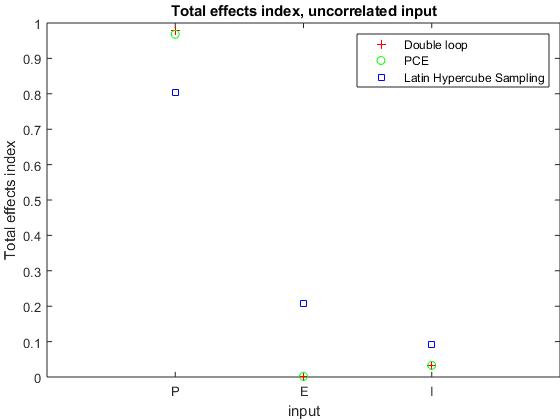 Total effects index, uncorrelated input
Double loop
PCE
Latin Hypercube Sampling
Total effects index
1
0.9
0.8
0.7
0.6
0.5
0.4
0.3
0.2
0.1
0
P E I
input